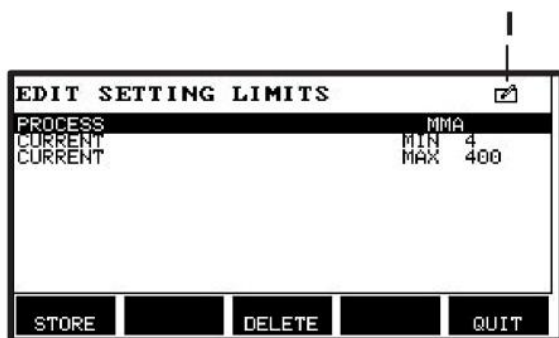 I
EDIT SETTING LIMITS
PROCESS MMA
CURRENT MIN 4
CURRENT MAX 400
STORE DELETE QUIT